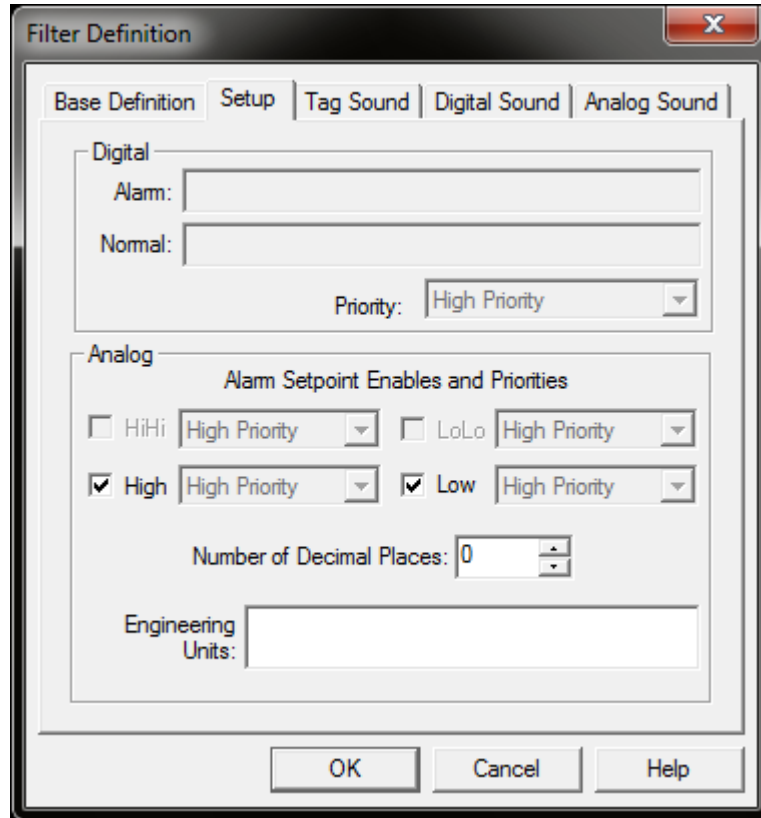 Filter Definition
Base Definition Setup Tag Sound Digital Sound Analog Sound
Digital
Alarm:
Normal:
Priority: High Priority
Analog
Alarm Setpoint Enables and Priorities
HiHi High Priority LoLo High Priority
High High Priority Low High Priority
Number of Decimal Places: 0
Engineering
Units:
OK Cancel Help